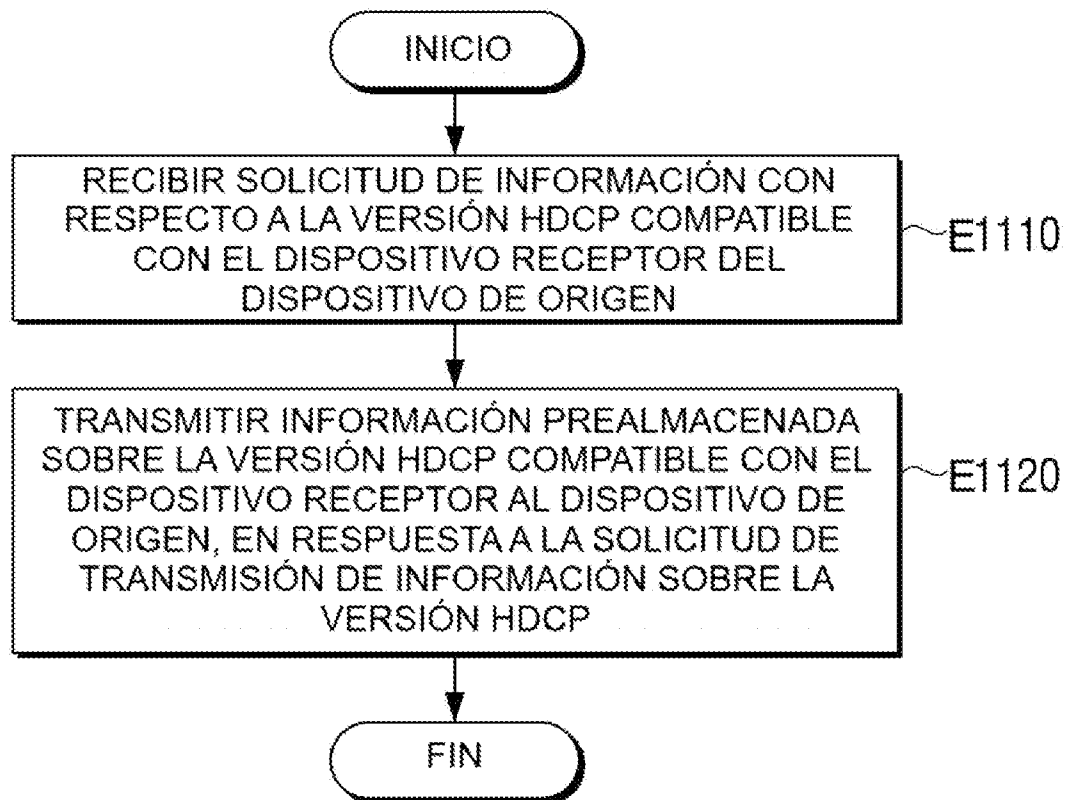 INICIO
RECIBIR SOLICITUD DE INFORMACIÓN CON
RESPECTO A LA VERSIÓN HDCP COMPATIBLE
CON EL DISPOSITIVO RECEPTOR DEL
DISPOSITIVO DE ORIGEN
E1110
TRANSMITIR INFORMACIÓN PREALMACENADA
SOBRE LA VERSIÓN HDCP COMPATIBLE CON EL
DISPOSITIVO RECEPTOR AL DISPOSITIVO DE
ORIGEN, EN RESPUESTA A LA SOLICITUD DE
TRANSMISIÓN DE INFORMACIÓN SOBRE LA
VERSIÓN HDCP
E1120
FIN